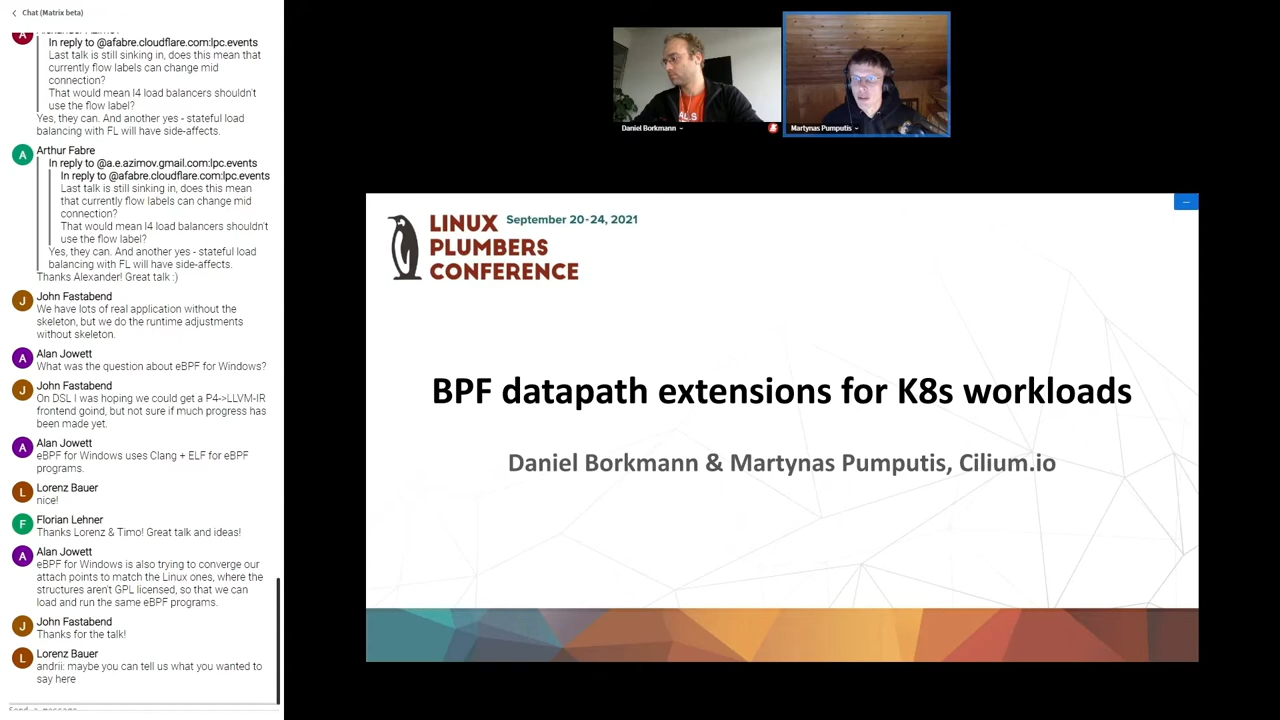 Chat (Matrix beta)
In reply to @afabre.cloudflare.com:lpc.events
Last talk is still sinking in, does this mean that
currently flow labels can change mid
connection?
That would mean l4 load balancers shouldn't
use the flow label?
Yes, they can. And another yes - stateful load
balancing with FL will have side-affects.
A
Arthur Fabre
In reply to @a.e.azimov.gmail.com:lpc.events
In reply to @afabre.cloudflare.com:lpc.events
Last talk is still sinking in, does this mean
that currently flow labels can change mid
connection?
That would mean l4 load balancers shouldn't
use the flow label?
Yes, they can. And another yes - stateful load
balancing with FL will have side-affects.
Thanks Alexander! Great talk :)
J
John Fastabend
We have lots of real application without the
skeleton, but we do the runtime adjustments
without skeleton.
A
Alan Jowett
What was the question about eBPF for Windows?
J
John Fastabend
On DSL I was hoping we could get a P4->LLVM-IR
frontend goind, but not sure if much progress has
been made yet.
A
Alan Jowett
eBPF for Windows uses Clang + ELF for eBPF
programs.
L
Lorenz Bauer
nice!
F
Florian Lehner
Thanks Lorenz & Timo! Great talk and ideas!
A
Alan Jowett
eBPF for Windows is also trying to converge our
attach points to match the Linux ones, where the
structures aren't GPL licensed, so that we can
load and run the same eBPF programs.
J
John Fastabend
Thanks for the talk!
L
Lorenz Bauer
andrii: maybe you can tell us what you wanted to
say here
Daniel Borkmann
Martynas Pumputis
LINUX September 20-24, 2021
PLUMBERS
CONFERENCE
BPF datapath extensions for K8s workloads
Daniel Borkmann & Martynas Pumputis, Cilium.io